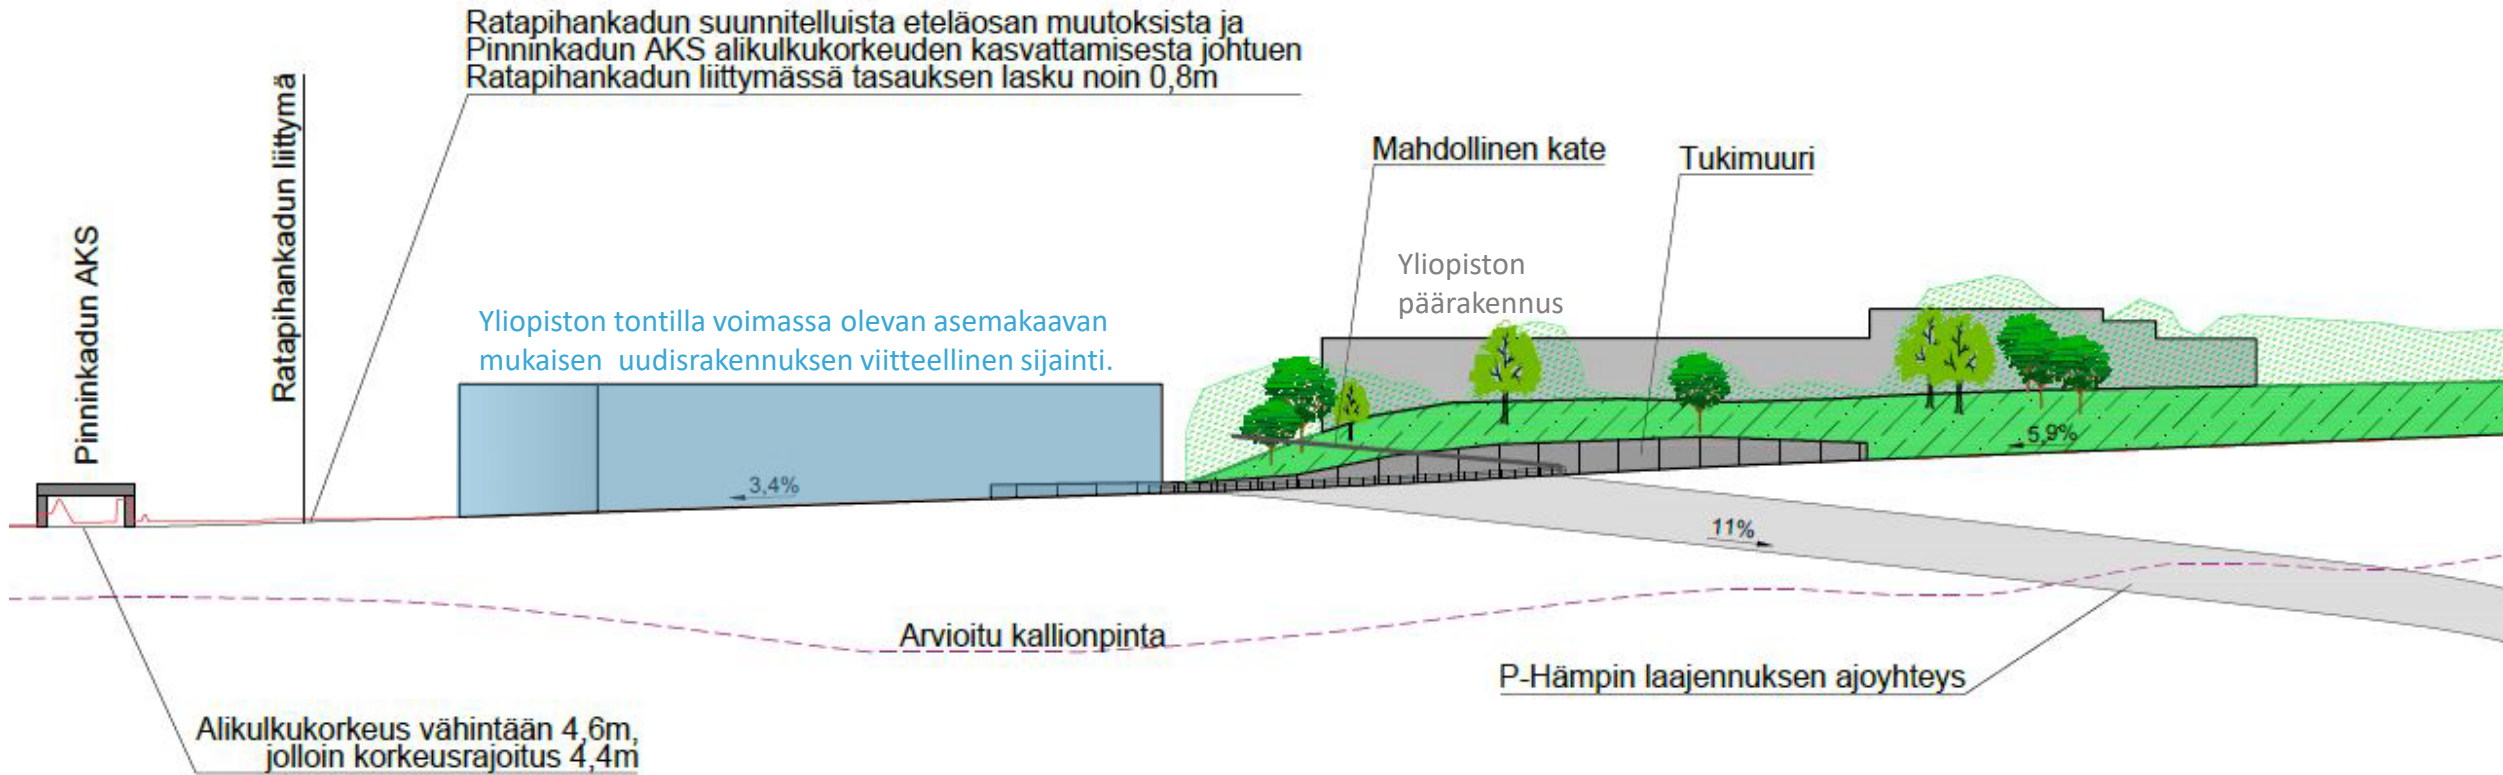 Ratapihankadun suunnitelluista eteläosan muutoksista ja
Pinninkadun AKS alikulkukorkeuden kasvattamisesta johtuen
Ratapihankadun liittymässä tasauksen lasku noin 0,8m
Ratapihankadun liittymä
Pinninkadun AKS
Mahdollinen kate
Tukimuuri
Yliopiston
päärakennus
Yliopiston tontilla voimassa olevan asemakaavan
mukaisen uudisrakennuksen viitteellinen sijainti.
5,9%
3,4%
11%
Arvioitu kallionpinta
P-Hämpin laajennuksen ajoyhteys
Alikulkukorkeus vähintään 4,6m,
jolloin korkeusrajoitus 4,4m